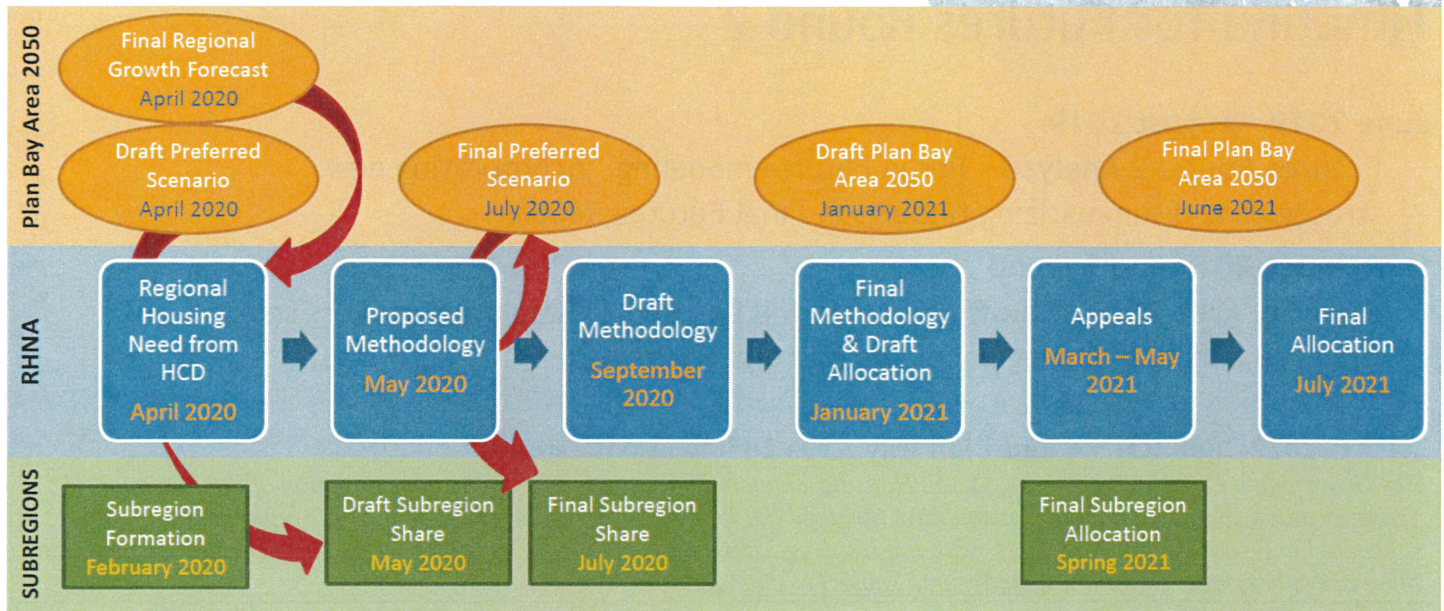 Plan Bay Area 2050
Final Regional
Growth Forecast
April 2020
Draft Preferred
Scenario
April 2020
Final Preferred
Scenario
July 2020
Draft Plan Bay
Area 2050
January 2021
Final Plan Bay
Area 2050
June 2021
RHNA
Regional
Housing
Need from
HCD
April 2020
Proposed
Methodology
May 2020
Draft
Methodology
September
2020
Final
Methodology
& Draft
Allocation
January 2021
Appeals
March – May
2021
Final
Allocation
July 2021
SUBREGIONS
Subregion
Formation
February 2020
Draft Subregion
Share
May 2020
Final Subregion
Share
July 2020
Final Subregion
Allocation
Spring 2021